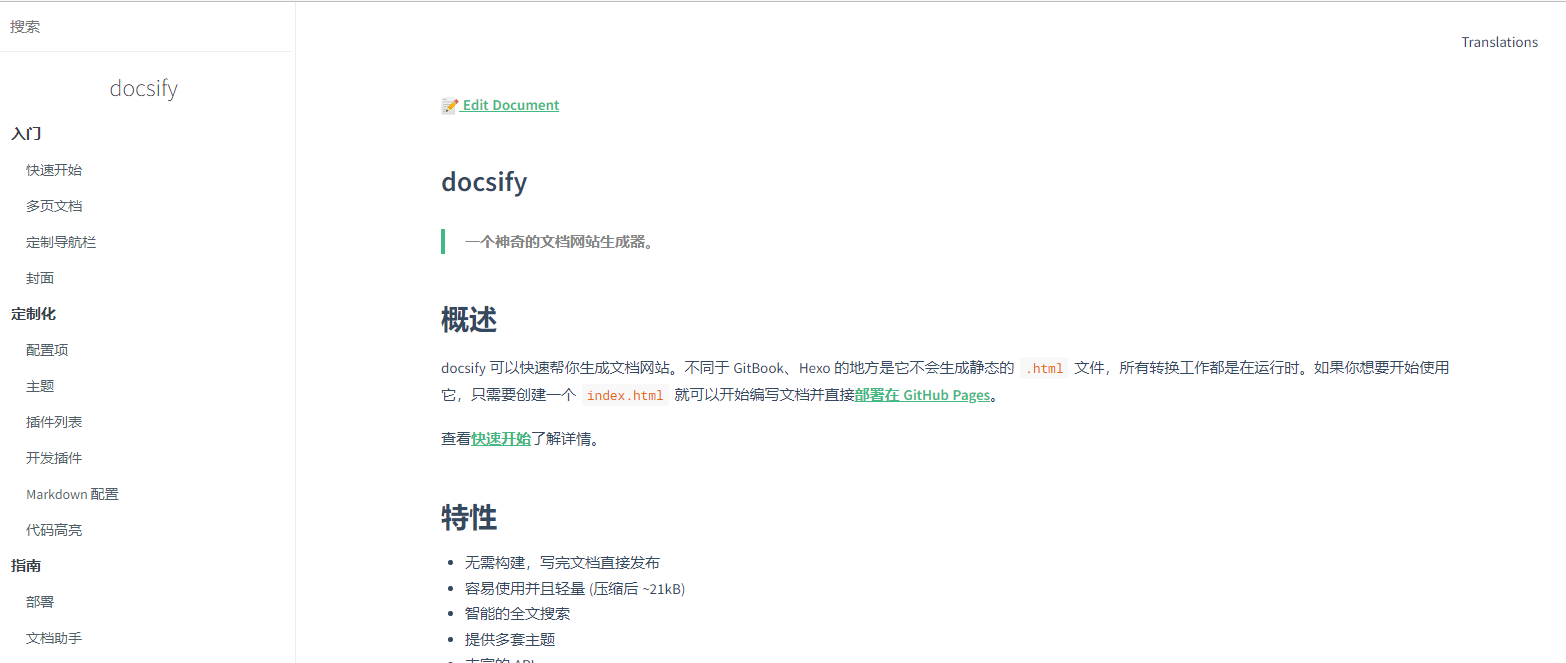 搜索
Translations
docsify
入门
快速开始
多页文档
定制导航栏
封面
定制化
配置项
主题
插件列表
开发插件
Markdown 配置
代码高亮
指南
部署
文档助手
Edit Document
docsify
一个神奇的文档网站生成器。
概述
docsify 可以快速帮你生成文档网站。不同于 GitBook、Hexo 的地方是它不会生成静态的 .html 文件，所有转换工作都是在运行时。如果你想要开始使用
它，只需要创建一个 index.html 就可以开始编写文档并直接部署在 GitHub Pages。
查看快速开始了解详情。
特性
无需构建，写完文档直接发布
容易使用并且轻量 (压缩后 ~21kB)
智能的全文搜索
提供多套主题